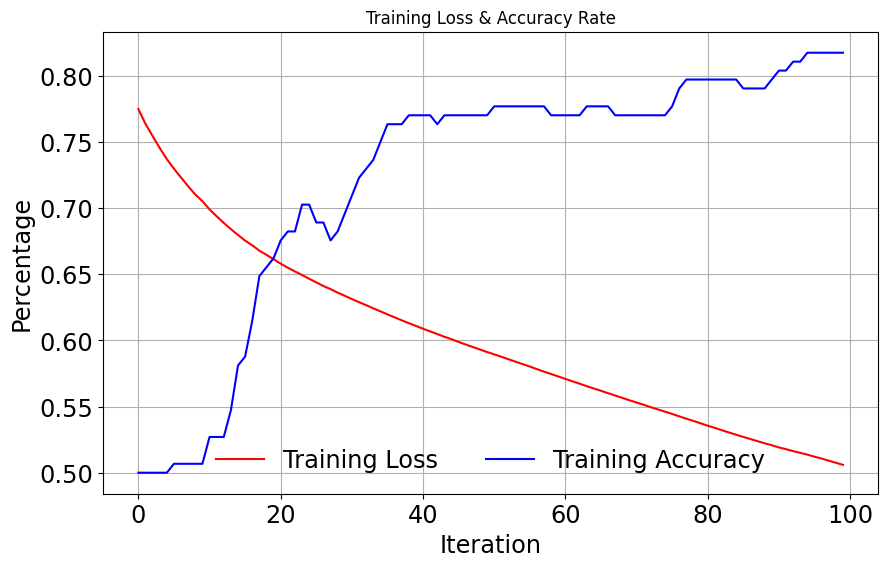 Training Loss & Accuracy Rate
Percentage
0.80
0.75
0.70
0.65
0.60
0.55
0.50
Training Loss
Training Accuracy
0 20 40 60 80 100
Iteration